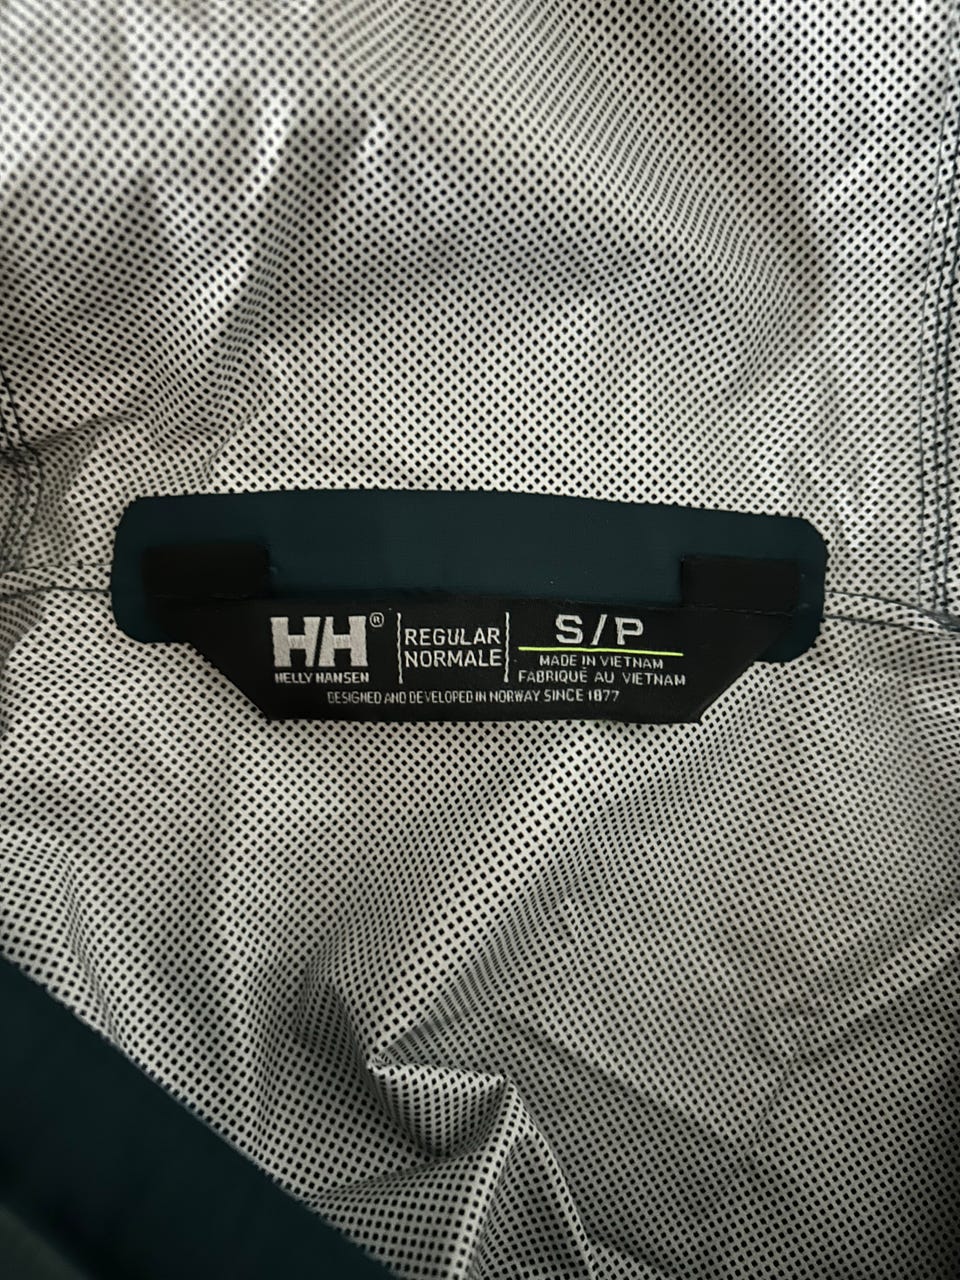 HH®
HELLY HANSEN
REGULAR
NORMALE
S/P
MADE IN VIETNAM
FABRIQUÉ AU VIETNAM
DESIGNED AND DEVELOPED IN NORWAY SINCE 1877